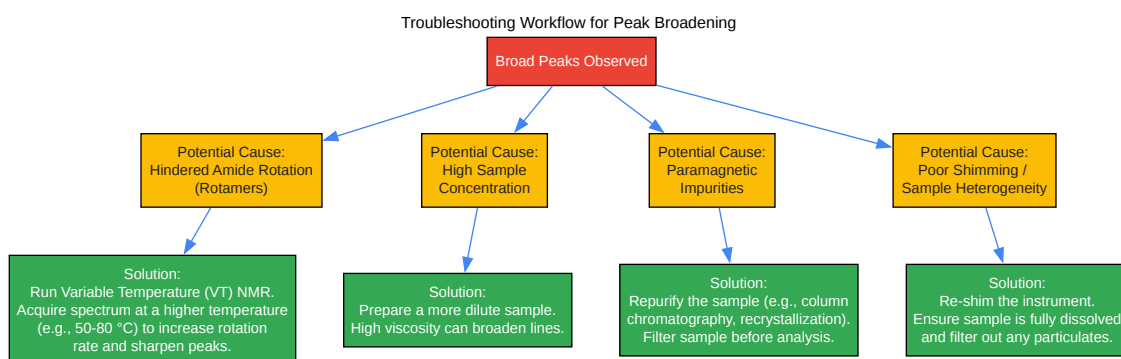 Troubleshooting Workflow for Peak Broadening
Broad Peaks Observed
Potential Cause:
Hindered Amide Rotation
(Rotamers)
Potential Cause:
High Sample
Concentration
Potential Cause:
Paramagnetic
Impurities
Potential Cause:
Poor Shimming /
Sample Heterogeneity
Solution:
Run Variable Temperature (VT) NMR.
Acquire spectrum at a higher temperature
(e.g., 50-80 °C) to increase rotation
rate and sharpen peaks.
Solution:
Prepare a more dilute sample.
High viscosity can broaden lines.
Solution:
Repurify the sample (e.g., column
chromatography, recrystallization).
Filter sample before analysis.
Solution:
Re-shim the instrument.
Ensure sample is fully dissolved
and filter out any particulates.